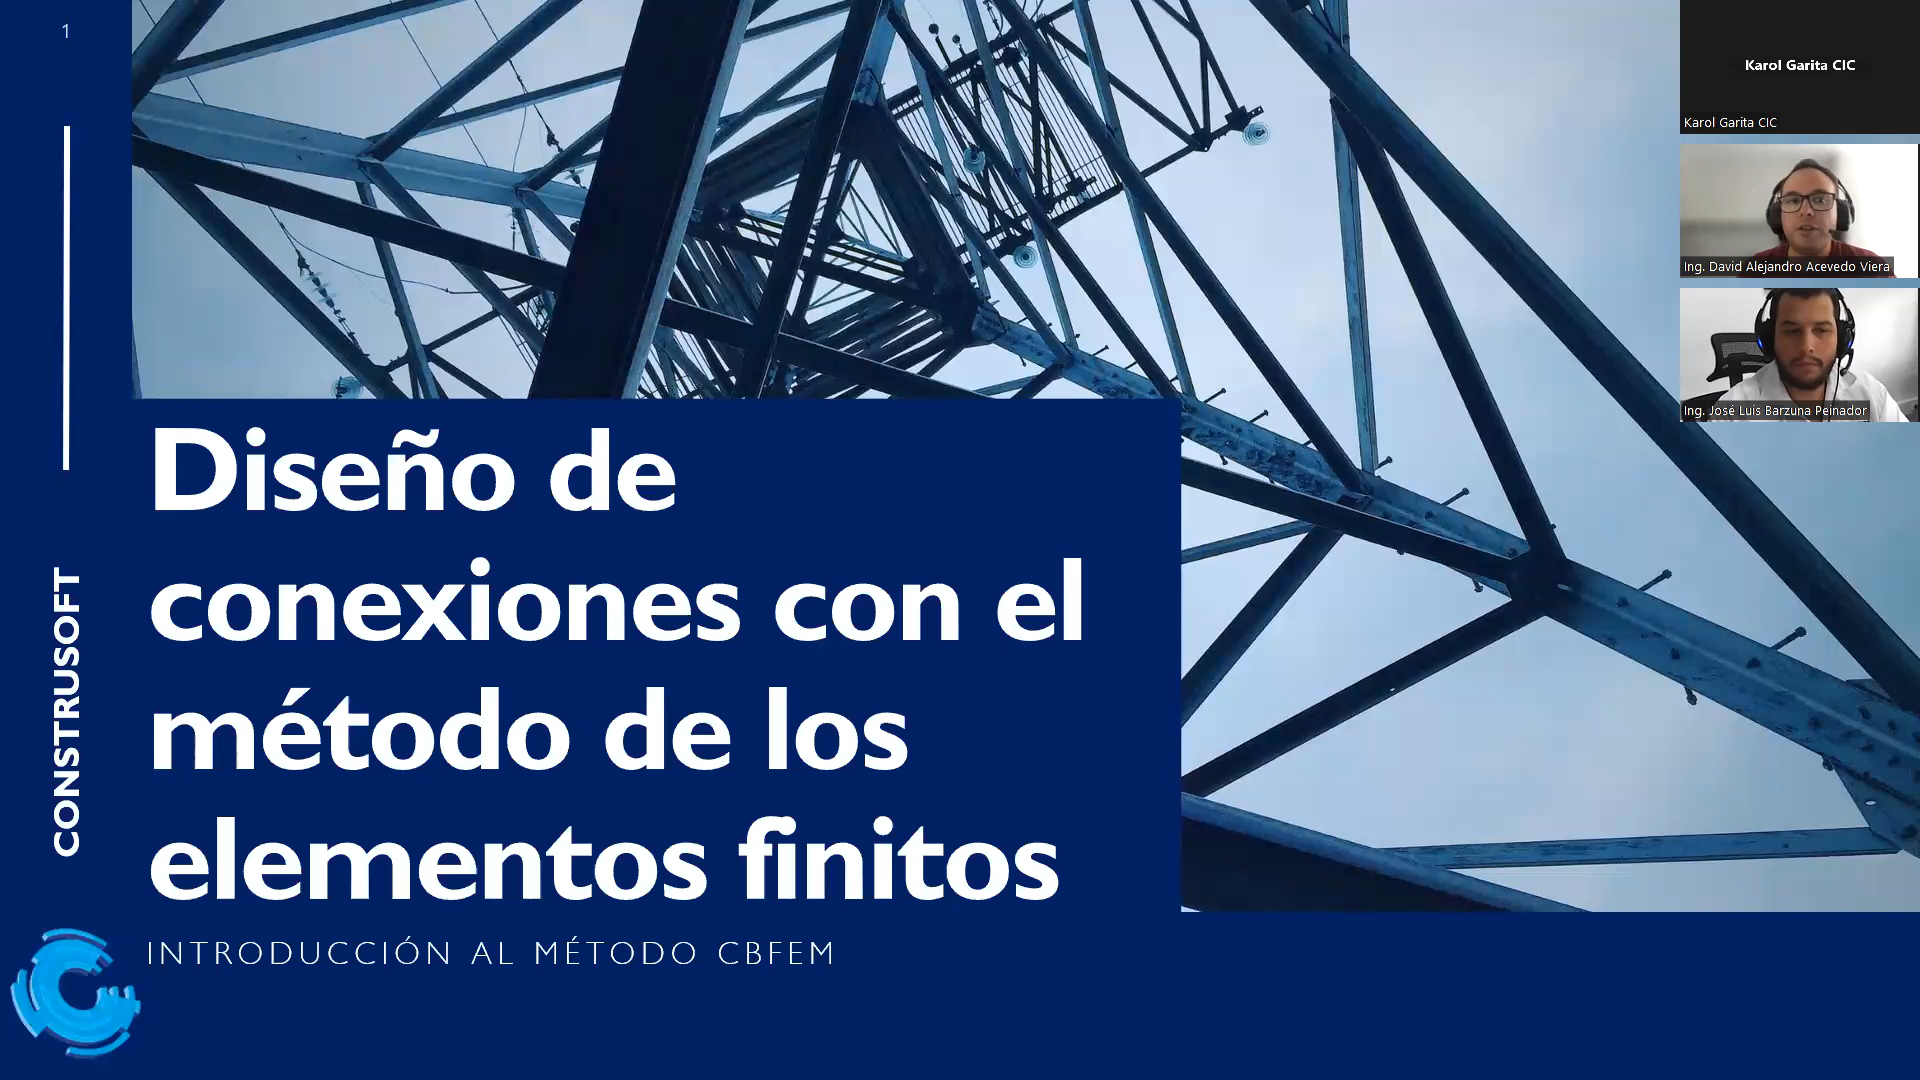 1
CONSTRUSOFT
Diseño de
conexiones con el
método de los
elementos finitos
INTRODUCCIÓN AL MÉTODO CBFEM
Karol Garita CIC
Karol Garita CIC
Ing. David Alejandro Acevedo Viera
Ing. José Luis Barzuna Peinador